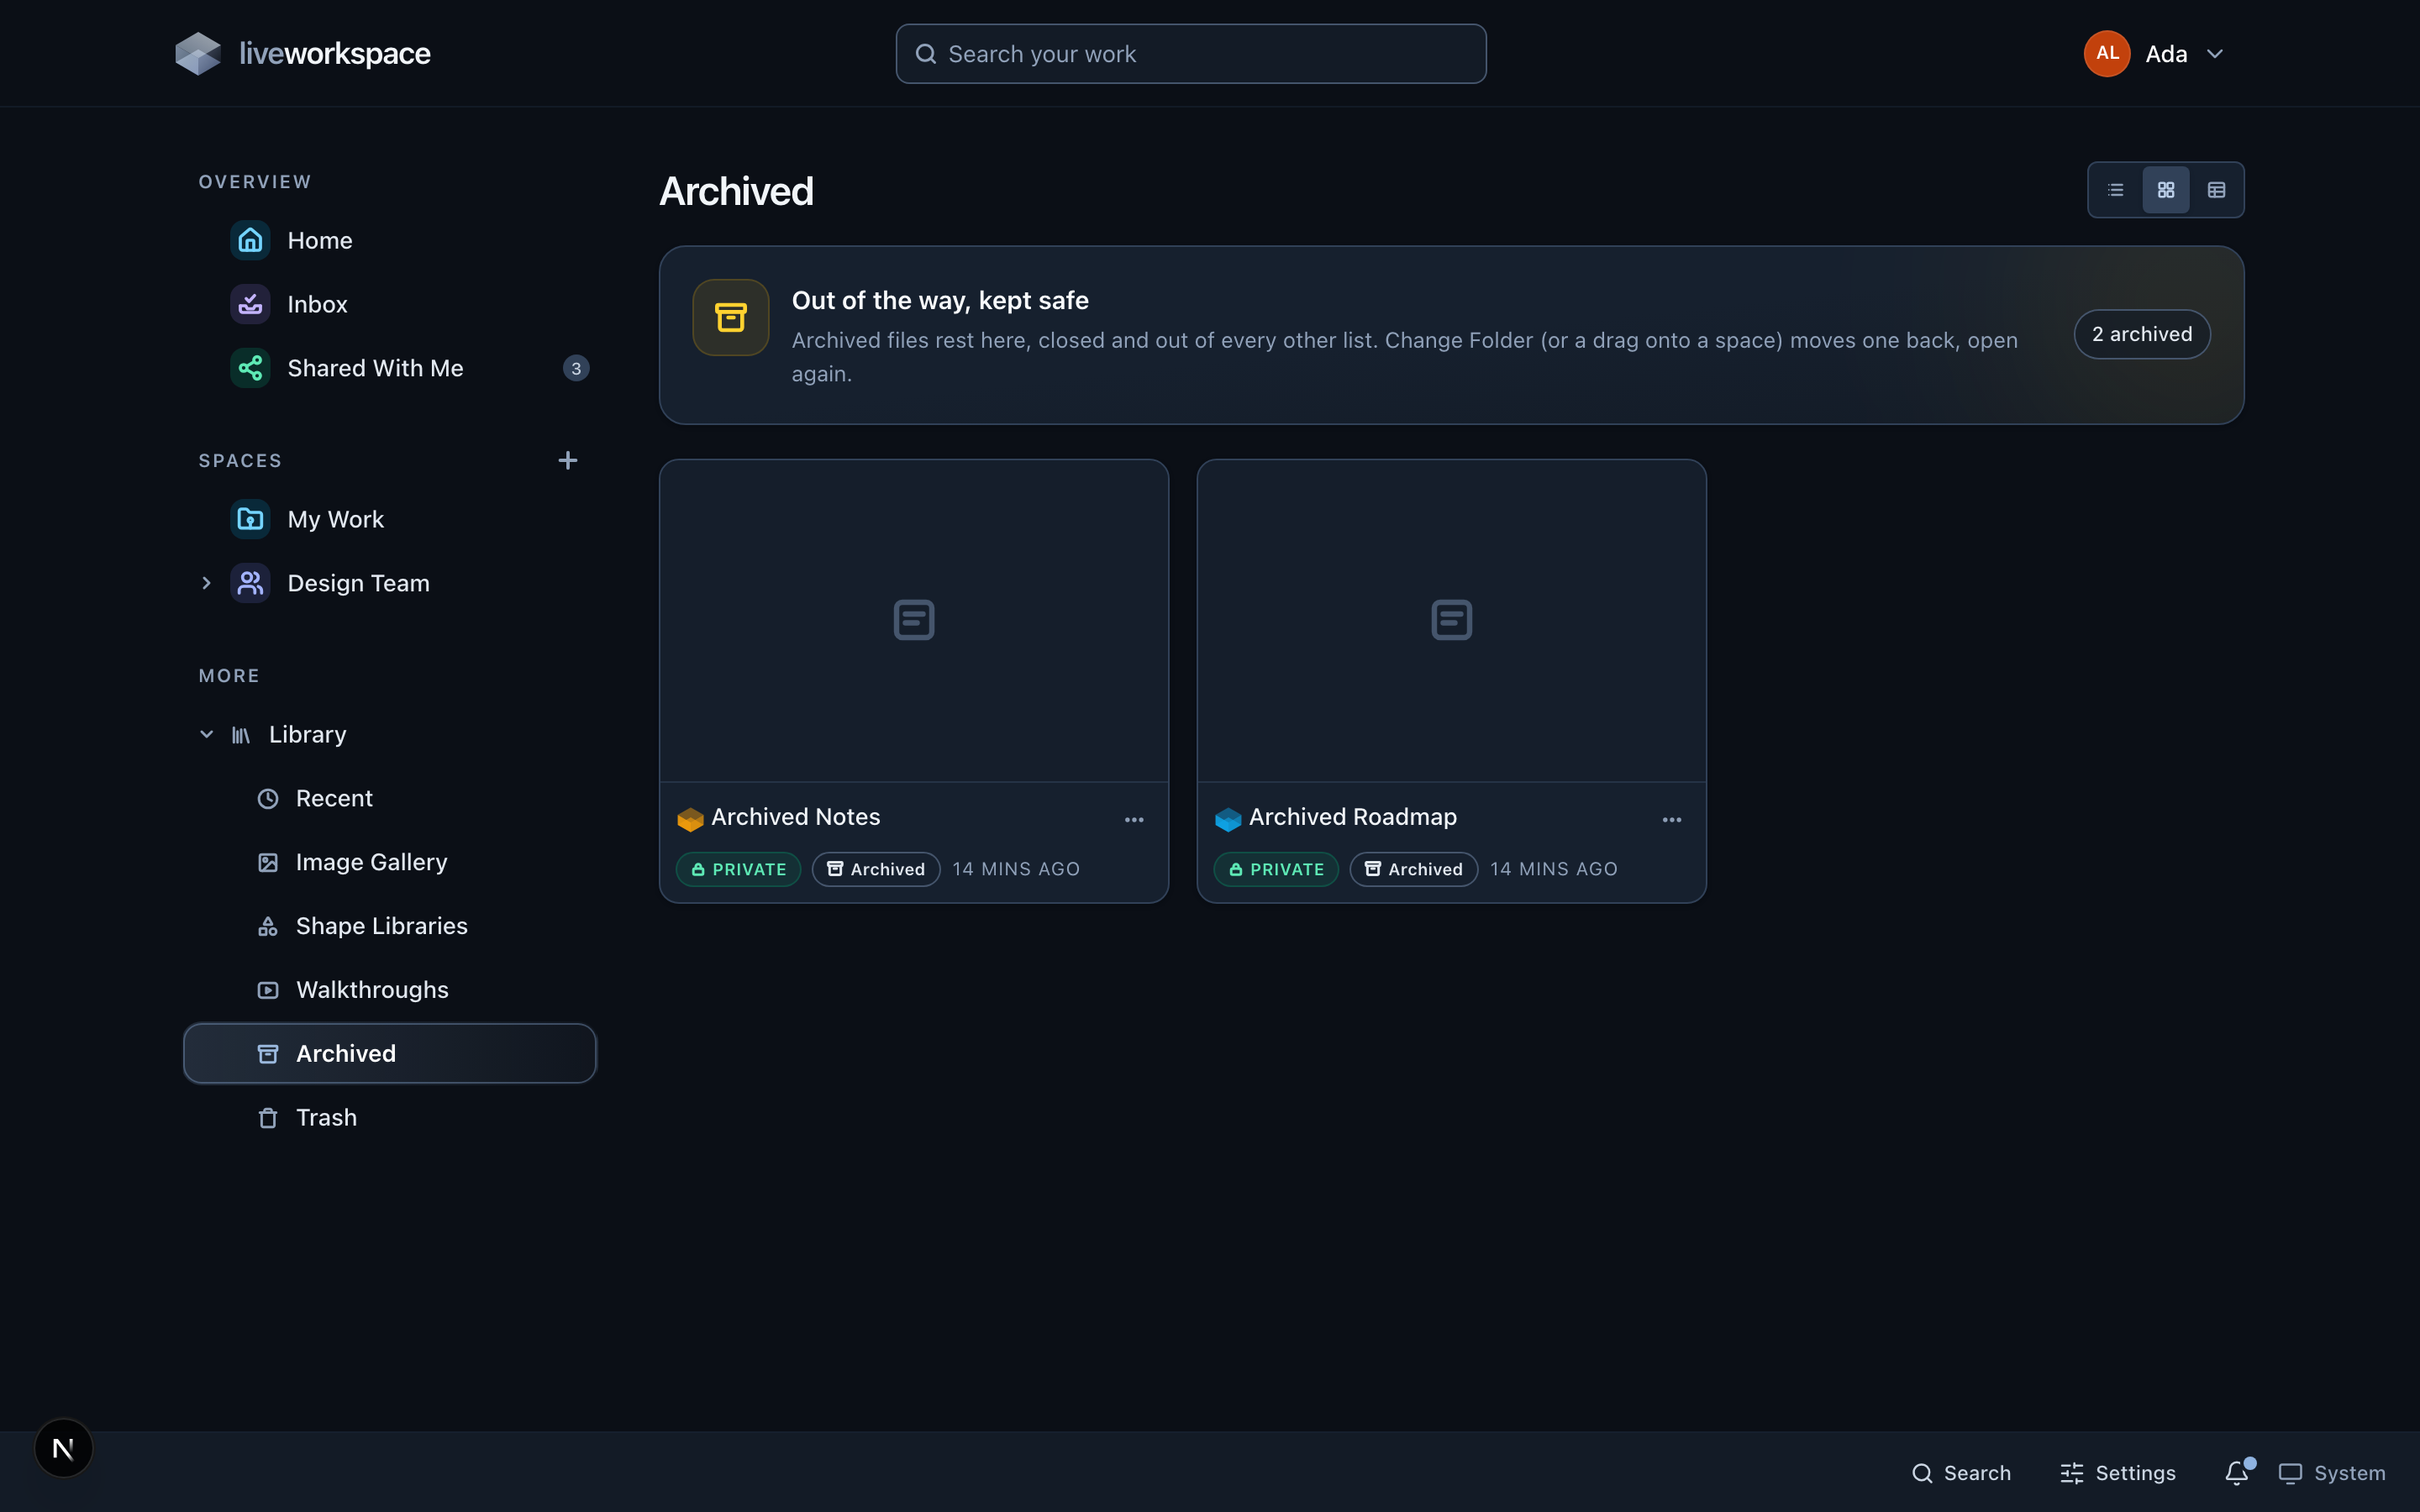 liveworkspace
Search your work
AL
Ada
OVERVIEW
Home
Inbox
Shared With Me
3
SPACES
My Work
Design Team
MORE
Library
Recent
Image Gallery
Shape Libraries
Walkthroughs
Archived
Trash
Archived
Out of the way, kept safe
Archived files rest here, closed and out of every other list. Change Folder (or a drag onto a space) moves one back, open
again.
2 archived
Archived Notes
PRIVATE
Archived
14 MINS AGO
Archived Roadmap
PRIVATE
Archived
14 MINS AGO
N
Search
Settings
System